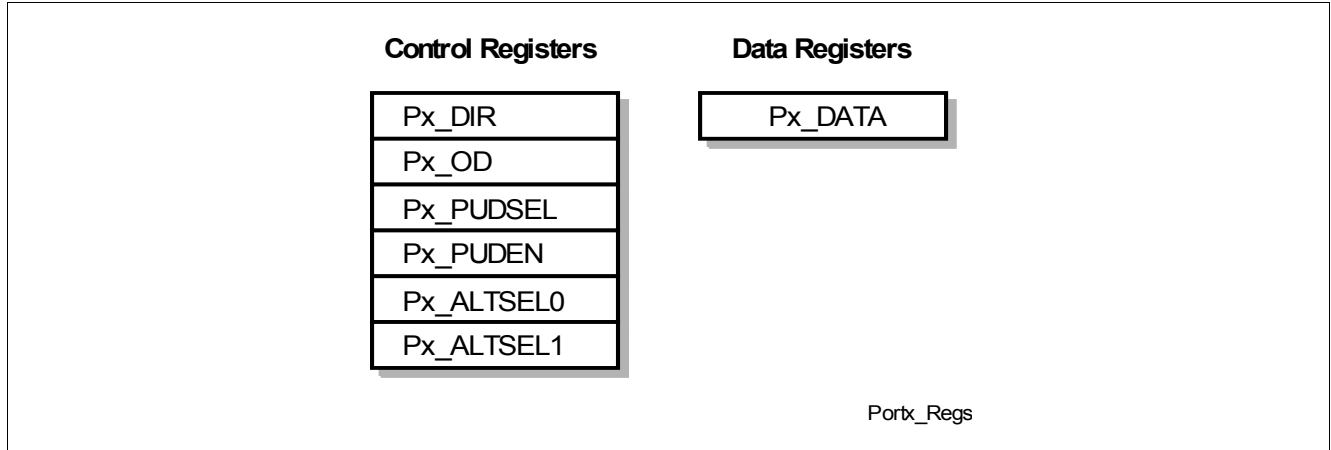 Control Registers
Data Registers
Px_DIR
Px_OD
Px_PUDSEL
Px_PUDEN
Px_ALTSEL0
Px_ALTSEL1
Px_DATA
Portx_Regs